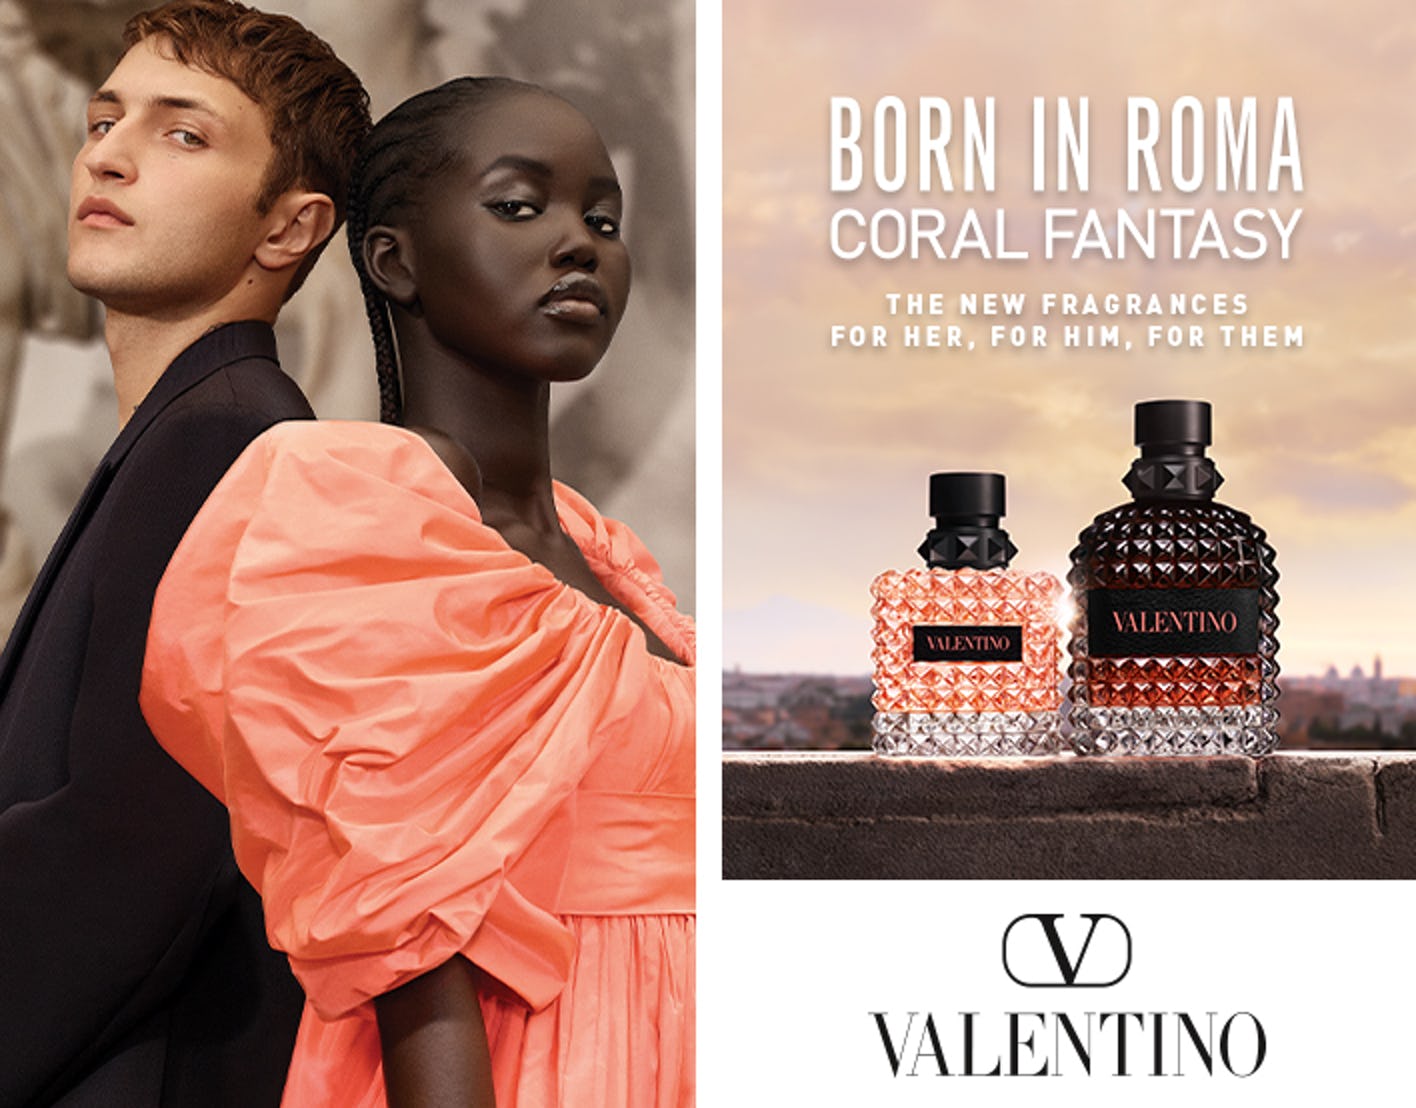 BORN IN ROMA
CORAL FANTASY
THE NEW FRAGRANCES
FOR HER, FOR HIM, FOR THEM
VALENTINO
VALENTINO
V
VALENTINO